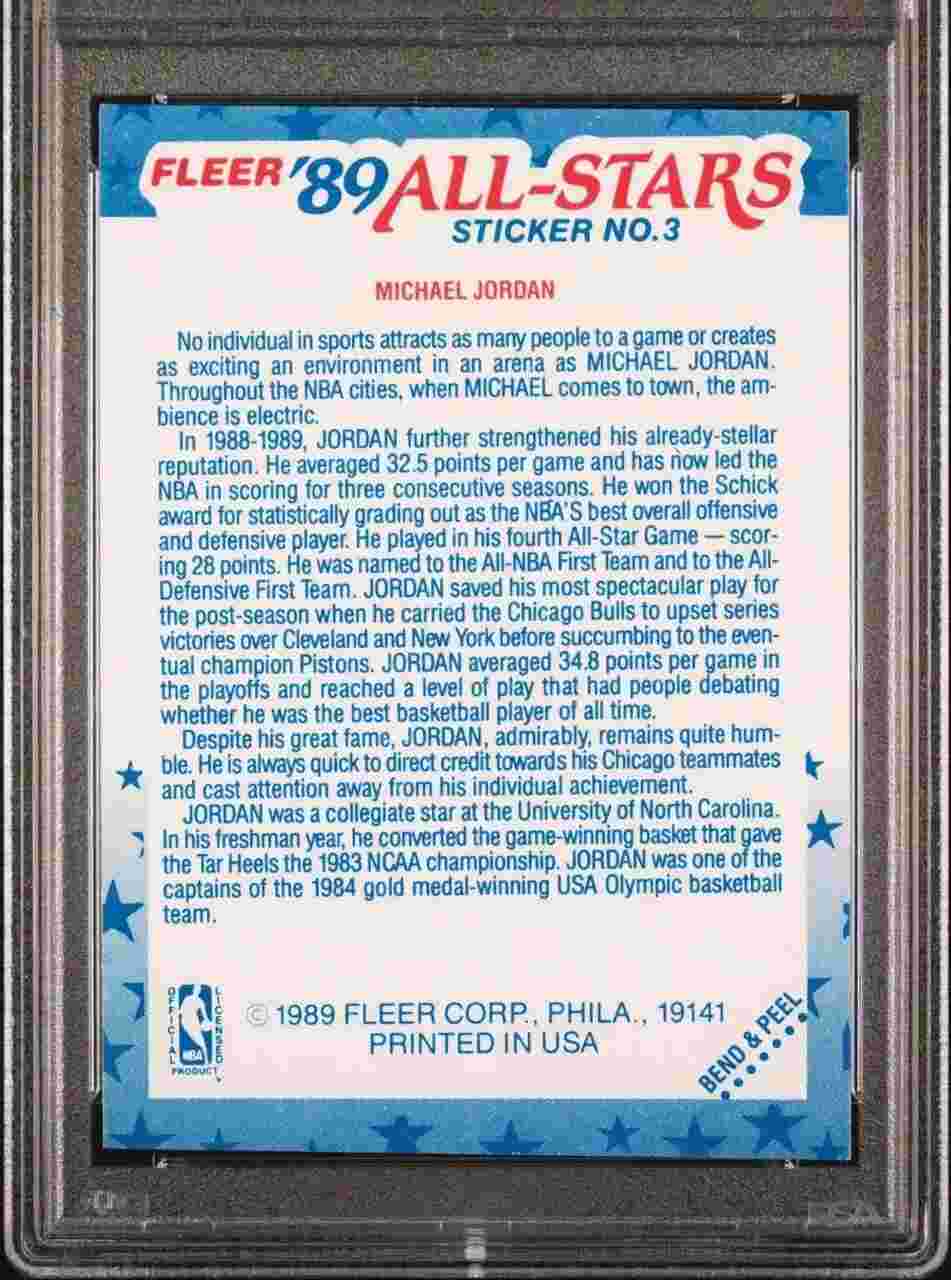 FLEER '89 ALL-STARS
STICKER NO.3
MICHAEL JORDAN
No individual in sports attracts as many people to a game or creates
as exciting an environment in an arena as MICHAEL JORDAN.
Throughout the NBA cities, when MICHAEL comes to town, the am-
bience is electric.
In 1988-1989, JORDAN further strengthened his already-stellar
reputation. He averaged 32.5 points per game and has now led the
NBA in scoring for three consecutive seasons. He won the Schick
award for statistically grading out as the NBA'S best overall offensive
and defensive player. He played in his fourth All-Star Game — scor-
ing 28 points. He was named to the All-NBA First Team and to the All-
Defensive First Team. JORDAN saved his most spectacular play for
the post-season when he carried the Chicago Bulls to upset series
victories over Cleveland and New York before succumbing to the even-
tual champion Pistons. JORDAN averaged 34.8 points per game in
the playoffs and reached a level of play that had people debating
whether he was the best basketball player of all time.
Despite his great fame, JORDAN, admirably, remains quite hum-
ble. He is always quick to direct credit towards his Chicago teammates
and cast attention away from his individual achievement.
JORDAN was a collegiate star at the University of North Carolina.
In his freshman year, he converted the game-winning basket that gave
the Tar Heels the 1983 NCAA championship. JORDAN was one of the
captains of the 1984 gold medal-winning USA Olympic basketball
team.
OFFICIAL LICENSED
NBA
PRODUCT
© 1989 FLEER CORP., PHILA., 19141
PRINTED IN USA
BEND & PEEL
PSA